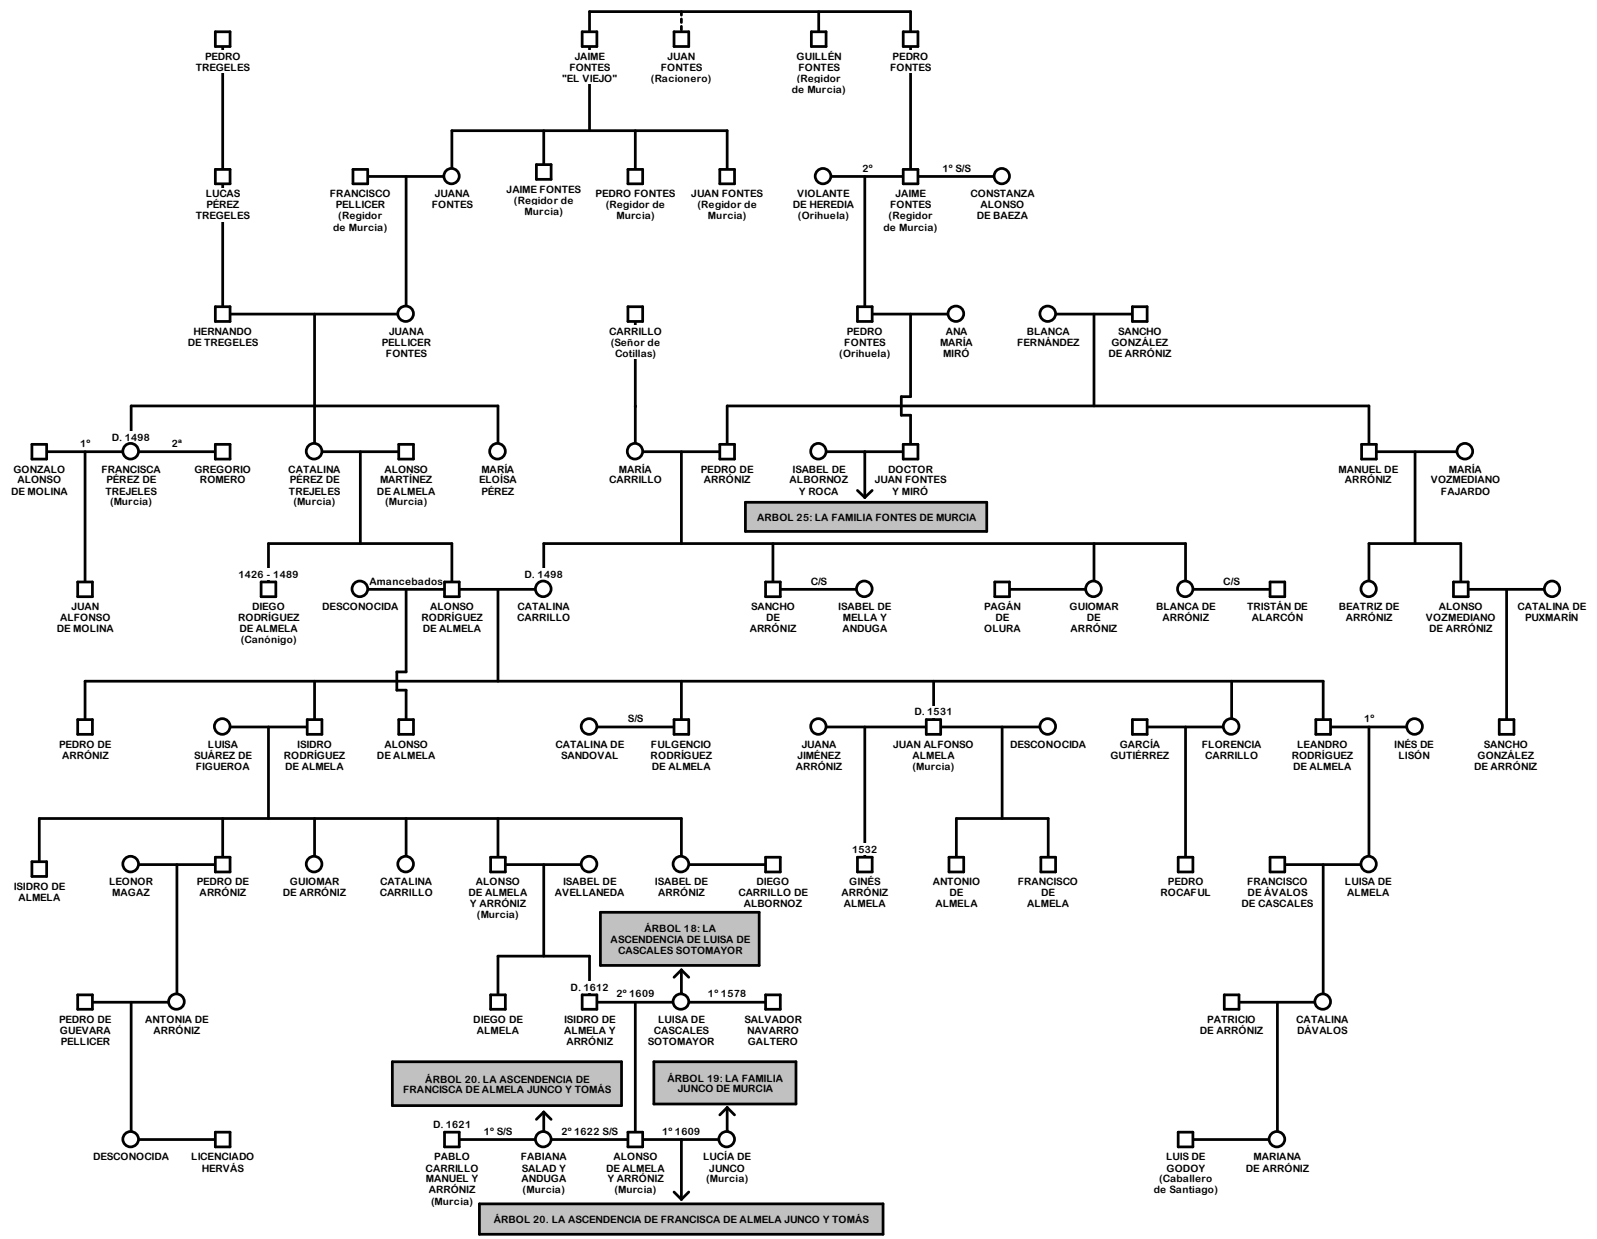 PEDRO
TREGELES
JAIME
FONTES
"EL VIEJO"
JUAN
FONTES
(Racionero)
GUILLÉN
FONTES
(Regidor
de Murcia)
PEDRO
FONTES
LUCAS
PÉREZ
TREGELES
FRANCISCO
PELLICER
(Regidor
de Murcia)
JUANA
FONTES
JAIME FONTES
(Regidor de
Murcia)
PEDRO FONTES
(Regidor de
Murcia)
JUAN FONTES
(Regidor de
Murcia)
VIOLANTE
DE HEREDIA
(Orihuela)
2º
JAIME
FONTES
(Regidor
de Murcia)
1º S/S
CONSTANZA
ALONSO
DE BAEZA
HERNANDO
DE TREGELES
JUANA
PELLICER
FONTES
CARRILLO
(Señor de
Cotillas)
PEDRO
FONTES
(Orihuela)
ANA
MARÍA
MIRÓ
BLANCA
FERNÁNDEZ
SANCHO
GONZÁLEZ
DE ARRÓNIZ
GONZALO
ALONSO
DE MOLINA
1º
D. 1498
FRANCISCA
PÉREZ DE
TREJELES
(Murcia)
2ª
GREGORIO
ROMERO
CATALINA
PÉREZ DE
TREJELES
(Murcia)
ALONSO
MARTÍNEZ
DE ALMELA
(Murcia)
MARÍA
ELOÍSA
PÉREZ
MARÍA
CARRILLO
PEDRO DE
ARRÓNIZ
ISABEL DE
ALBORNOZ
Y ROCA
DOCTOR
JUAN FONTES
Y MIRÓ
MANUEL DE
ARRÓNIZ
MARÍA
VOZMEDIANO
FAJARDO
ARBOL 25: LA FAMILIA FONTES DE MURCIA
JUAN
ALFONSO
DE MOLINA
1426 - 1489
DIEGO
RODRÍGUEZ
DE ALMELA
(Canónigo)
DESCONOCIDA
Amancebados
ALONSO
RODRÍGUEZ
DE ALMELA
D. 1498
CATALINA
CARRILLO
SANCHO
DE
ARRÓNIZ
C/S
ISABEL DE
MELLA Y
ANDUGA
PAGÁN
DE
OLURA
GUIOMAR
DE
ARRÓNIZ
BLANCA DE
ARRÓNIZ
C/S
TRISTÁN DE
ALARCÓN
BEATRIZ DE
ARRÓNIZ
ALONSO
VOZMEDIANO
DE ARRÓNIZ
CATALINA DE
PUXMARÍN
PEDRO DE
ARRÓNIZ
LUISA
SUÁREZ DE
FIGUEROA
ISIDRO
RODRÍGUEZ
DE ALMELA
ALONSO
DE ALMELA
CATALINA DE
SANDOVAL
S/S
FULGENCIO
RODRÍGUEZ
DE ALMELA
JUANA
JIMÉNEZ
ARRÓNIZ
D. 1531
JUAN ALFONSO
ALMELA
(Murcia)
DESCONOCIDA
GARCÍA
GUTIÉRREZ
FLORENCIA
CARRILLO
LEANDRO
RODRÍGUEZ
DE ALMELA
1º
INÉS DE
LISÓN
SANCHO
GONZÁLEZ
DE ARRÓNIZ
ISIDRO DE
ALMELA
LEONOR
MAGAZ
PEDRO DE
ARRÓNIZ
GUIOMAR
DE ARRÓNIZ
CATALINA
CARRILLO
ALONSO
DE ALMELA
Y ARRÓNIZ
(Murcia)
ISABEL DE
AVELLANEDA
ISABEL DE
ARRÓNIZ
DIEGO
CARRILLO DE
ALBORNOZ
1532
GINÉS
ARRÓNIZ
ALMELA
ANTONIO
DE
ALMELA
FRANCISCO
DE
ALMELA
PEDRO
ROCAFUL
FRANCISCO
DE ÁVALOS
DE CASCALES
LUISA DE
ALMELA
ÁRBOL 18: LA
ASCENDENCIA DE LUISA DE
CASCALES SOTOMAYOR
PEDRO DE
GUEVARA
PELLICER
ANTONIA DE
ARRÓNIZ
DIEGO DE
ALMELA
D. 1612
ISIDRO DE
ALMELA Y
ARRÓNIZ
2º 1609
LUISA DE
CASCALES
SOTOMAYOR
1º 1578
SALVADOR
NAVARRO
GALTERO
PATRICIO
DE ARRÓNIZ
CATALINA
DÁVALOS
ÁRBOL 20. LA ASCENDENCIA DE
FRANCISCA DE ALMELA JUNCO Y TOMÁS
ÁRBOL 19: LA FAMILIA
JUNCO DE MURCIA
DESCONOCIDA
LICENCIADO
HERVÁS
D. 1621
PABLO
CARRILLO
MANUEL Y
ARRÓNIZ
(Murcia)
1º S/S
FABIANA
SALAD Y
ANDUGA
(Murcia)
2º 1622 S/S
ALONSO
DE ALMELA
Y ARRÓNIZ
(Murcia)
1º 1609
LUCÍA DE
JUNCO
(Murcia)
LUIS DE
GODOY
(Caballero
de Santiago)
MARIANA
DE ARRÓNIZ
ÁRBOL 20. LA ASCENDENCIA DE FRANCISCA DE ALMELA JUNCO Y TOMÁS